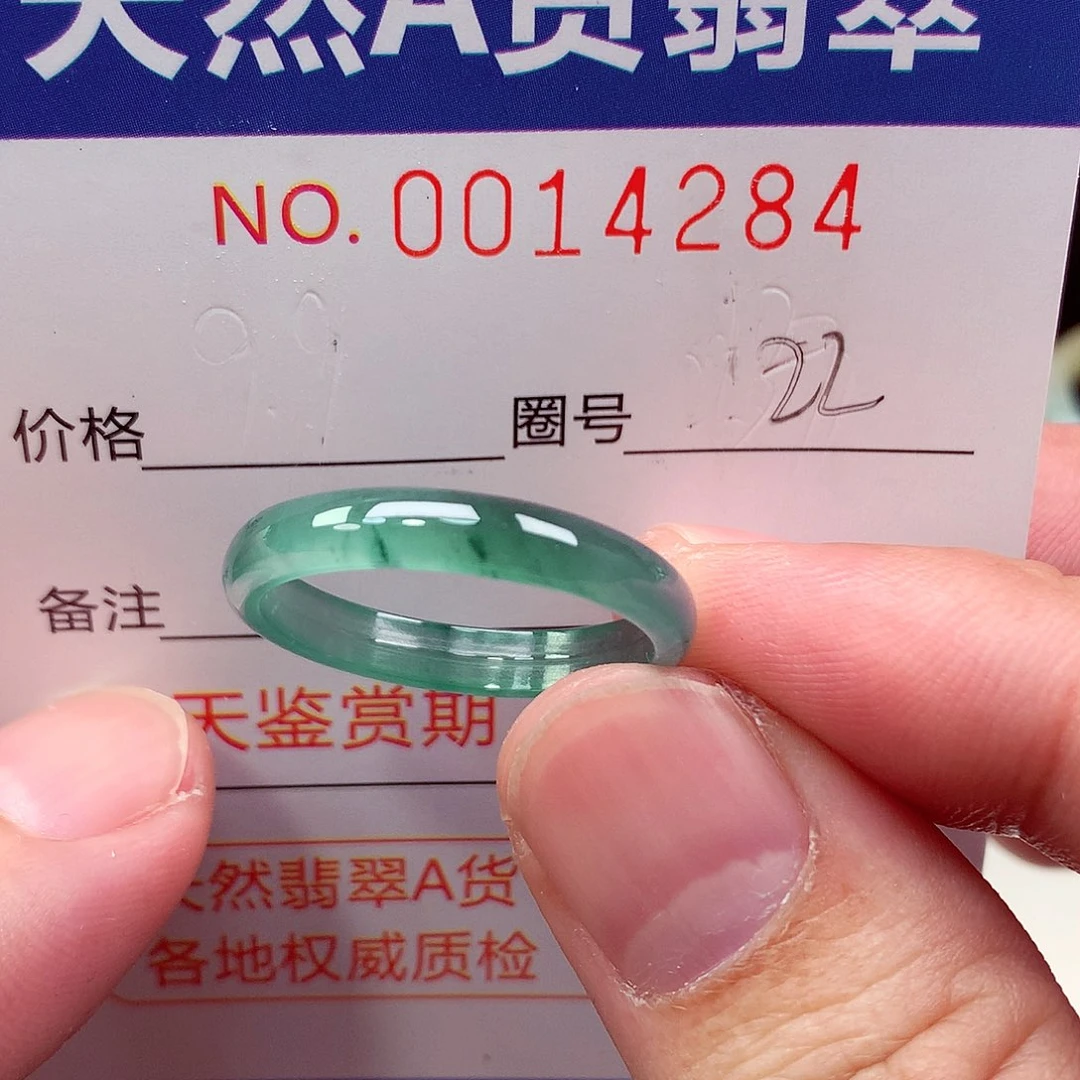 天然A货翡翠
NO. 0014284
价格 圈号 22
备注
天鉴赏期
天然翡翠A货
各地权威质检